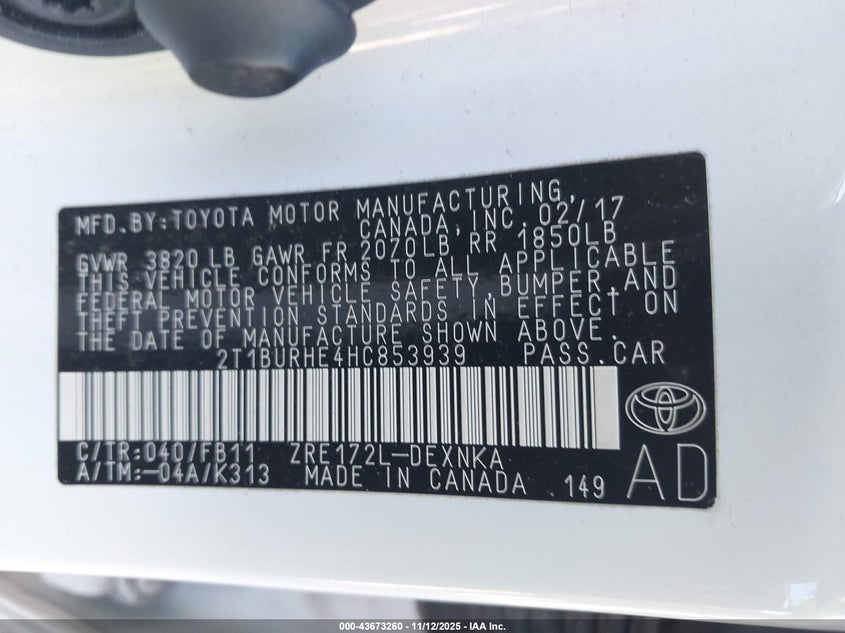 MFD.BY:TOYOTA MOTOR MANUFACTURING,
CANADA,INC. 02/17
GVWR 3820 LB GAWR FR 2070LB RR 1850LB
THIS VEHICLE CONFORMS TO ALL APPLICABLE
FEDERAL MOTOR VEHICLE SAFETY,BUMPER,AND
THEFT PREVENTION STANDARDS IN EFFECT ON
THE DATE OF MANUFACTURE SHOWN ABOVE.
2T1BURHE4HC853939 PASS.CAR
C/TR:040/FB11 ZRE172L-DEXNKA
A/TM:-04A/K313 MADE IN CANADA 149 AD
000-43673260 - 11/12/2025 - IAA Inc.